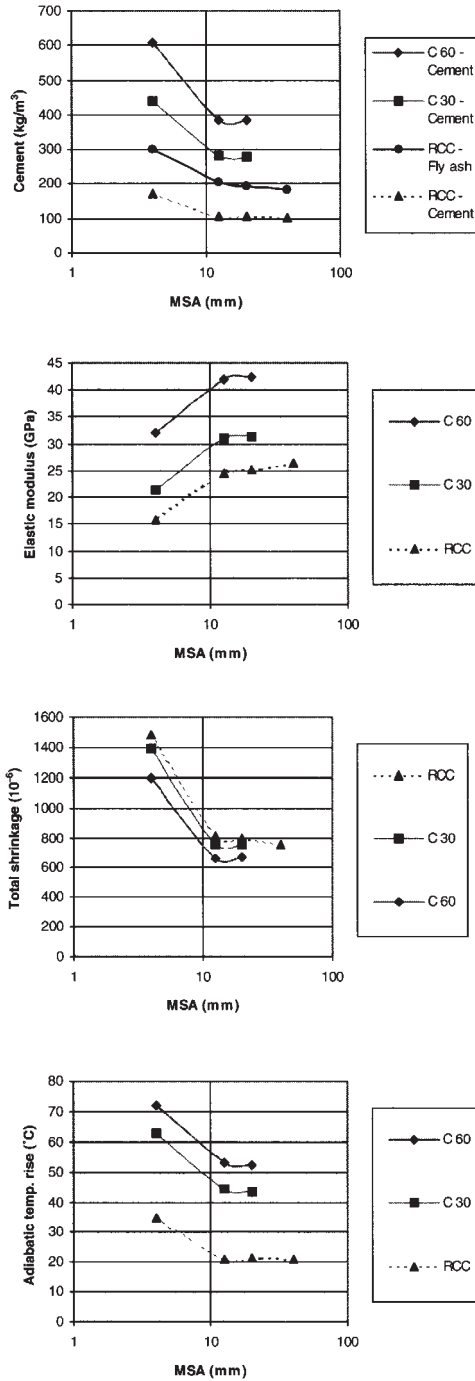 700
600
500
400
300
200
100
0
Cement (kg/m³)
1
10
100
MSA (mm)
C 60 -
Cement
C 30 -
Cement
RCC -
Fly ash
RCC -
Cement
45
40
35
30
25
20
15
10
5
0
Elastic modulus (GPa)
1
10
100
MSA (mm)
C 60
C 30
RCC
1600
1400
1200
1000
800
600
400
200
0
Total shrinkage (10⁻⁶)
1
10
100
MSA (mm)
RCC
C 30
C 60
80
70
60
50
40
30
20
10
0
Adiabatic temp. rise (°C)
1
10
100
MSA (mm)
C 60
C 30
RCC